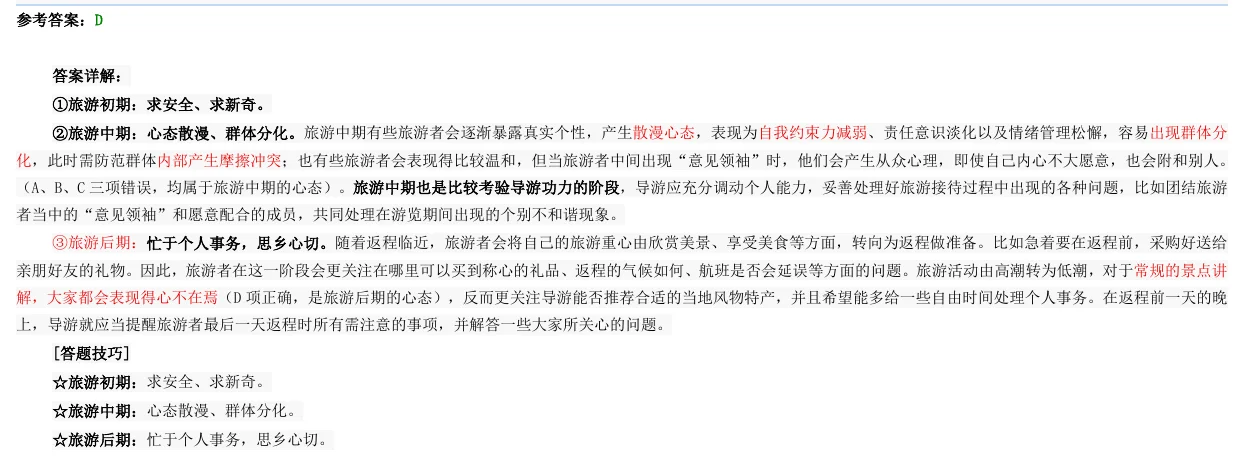 参考答案：D
答案详解：
①旅游初期：求安全、求新奇。
②旅游中期：心态散漫、群体分化。旅游中期有些旅游者会逐渐暴露真实个性，产生散漫心态，表现为自我约束力减弱、责任意识淡化以及情绪管理松懈，容易出现群体分
化，此时需防范群体内部产生摩擦冲突；也有些旅游者会表现得比较温和，但当旅游者中间出现“意见领袖”时，他们会产生从众心理，即使自己内心不大愿意，也会附和别人。
（A、B、C 三项错误，均属于旅游中期的心态）。旅游中期也是比较考验导游功力的阶段，导游应充分调动个人能力，妥善处理好旅游接待过程中出现的各种问题，比如团结旅游
者当中的“意见领袖”和愿意配合的成员，共同处理在游览期间出现的个别不和谐现象。
③旅游后期：忙于个人事务，思乡心切。随着返程临近，旅游者会将自己的旅游重心由欣赏美景、享受美食等方面，转向为返程做准备。比如急着要在返程前，采购好送给
亲朋好友的礼物。因此，旅游者在这一阶段会更关注在哪里可以买到称心的礼品、返程的气候如何、航班是否会延误等方面的问题。旅游活动由高潮转为低潮，对于常规的景点讲
解，大家都会表现得心不在焉（D 项正确，是旅游后期的心态），反而更关注导游能否推荐合适的当地风物特产，并且希望能多给一些自由时间处理个人事务。在返程前一天的晚
上，导游就应当提醒旅游者最后一天返程时所有需注意的事项，并解答一些大家所关心的问题。
[答题技巧]
☆旅游初期：求安全、求新奇。
☆旅游中期：心态散漫、群体分化。
☆旅游后期：忙于个人事务，思乡心切。